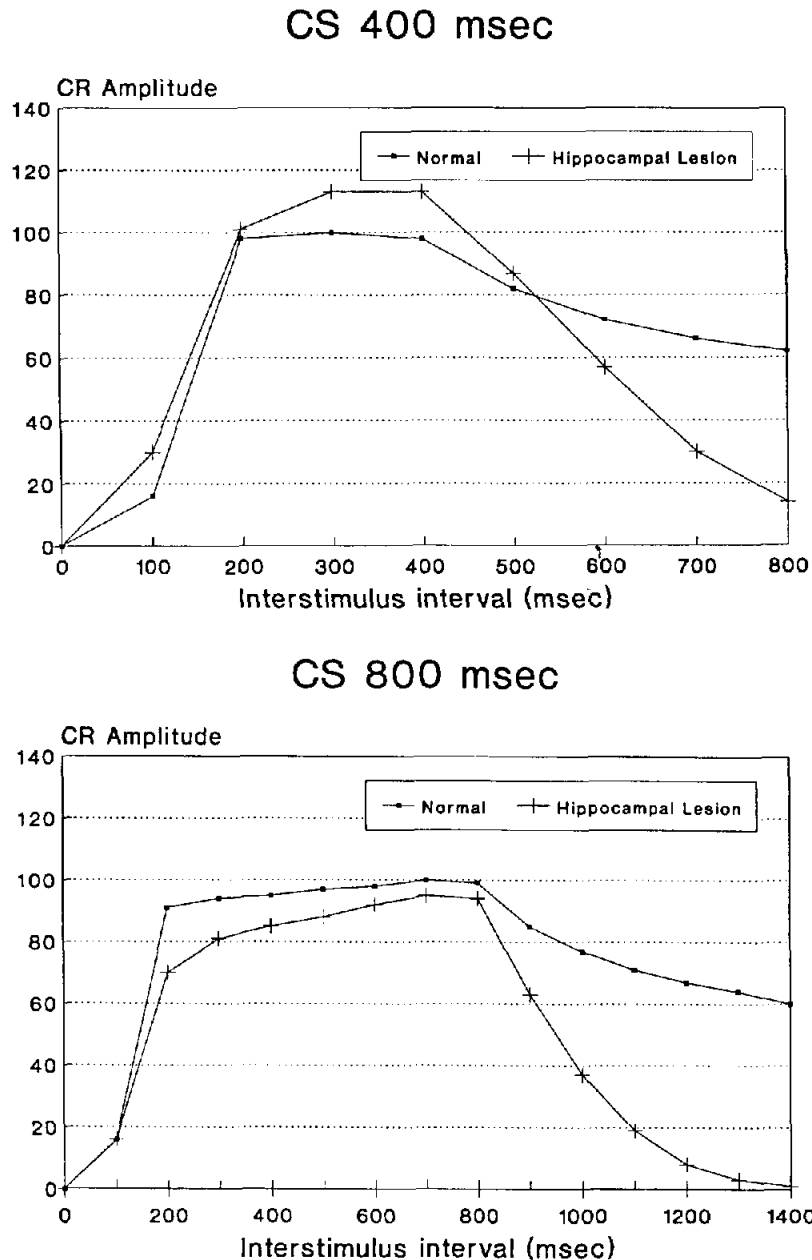 CS 400 msec
CR Amplitude
140
120
100
80
60
40
20
0
Normal Hippocampal Lesion
0 100 200 300 400 500 600 700 800
Interstimulus interval (msec)
CS 800 msec
CR Amplitude
140
120
100
80
60
40
20
0
Normal Hippocampal Lesion
0 200 400 600 800 1000 1200 1400
Interstimulus interval (msec)